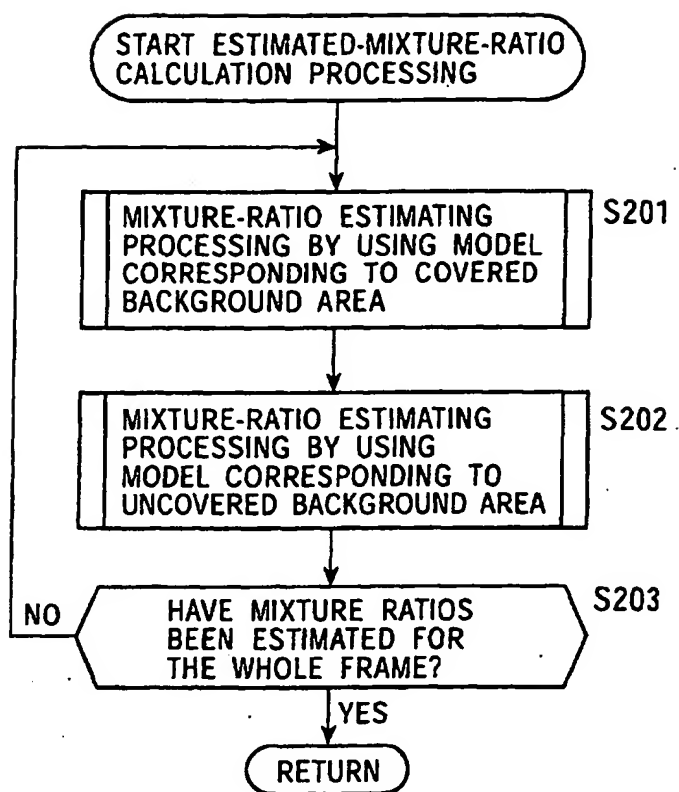 START ESTIMATED-MIXTURE-RATIO
CALCULATION PROCESSING
MIXTURE-RATIO ESTIMATING
PROCESSING BY USING MODEL
CORRESPONDING TO COVERED
BACKGROUND AREA
S201
MIXTURE-RATIO ESTIMATING
PROCESSING BY USING
MODEL CORRESPONDING TO
UNCOVERED BACKGROUND AREA
S202
HAVE MIXTURE RATIOS
BEEN ESTIMATED FOR
THE WHOLE FRAME?
S203
NO
YES
RETURN